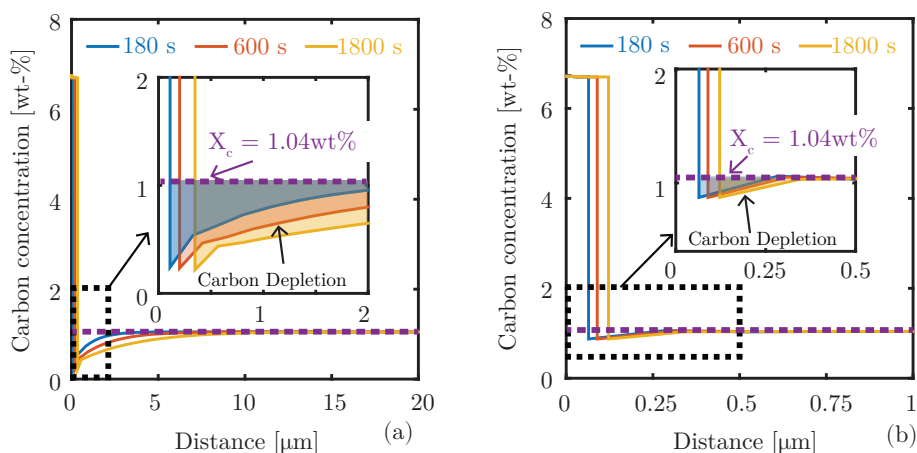 8
180 s
600 s
1800 s
2
X_c = 1.04wt%
6
1
4
Carbon Depletion
0
0
1
2
2
0
0
5
10
15
20
Carbon concentration [wt-%]
Distance [μm]
(a)
8
180 s
600 s
1800 s
2
6
X_c = 1.04wt%
1
4
Carbon Depletion
0
0.25
0.5
2
0
0
0.25
0.5
0.75
1
Carbon concentration [wt-%]
Distance [μm]
(b)